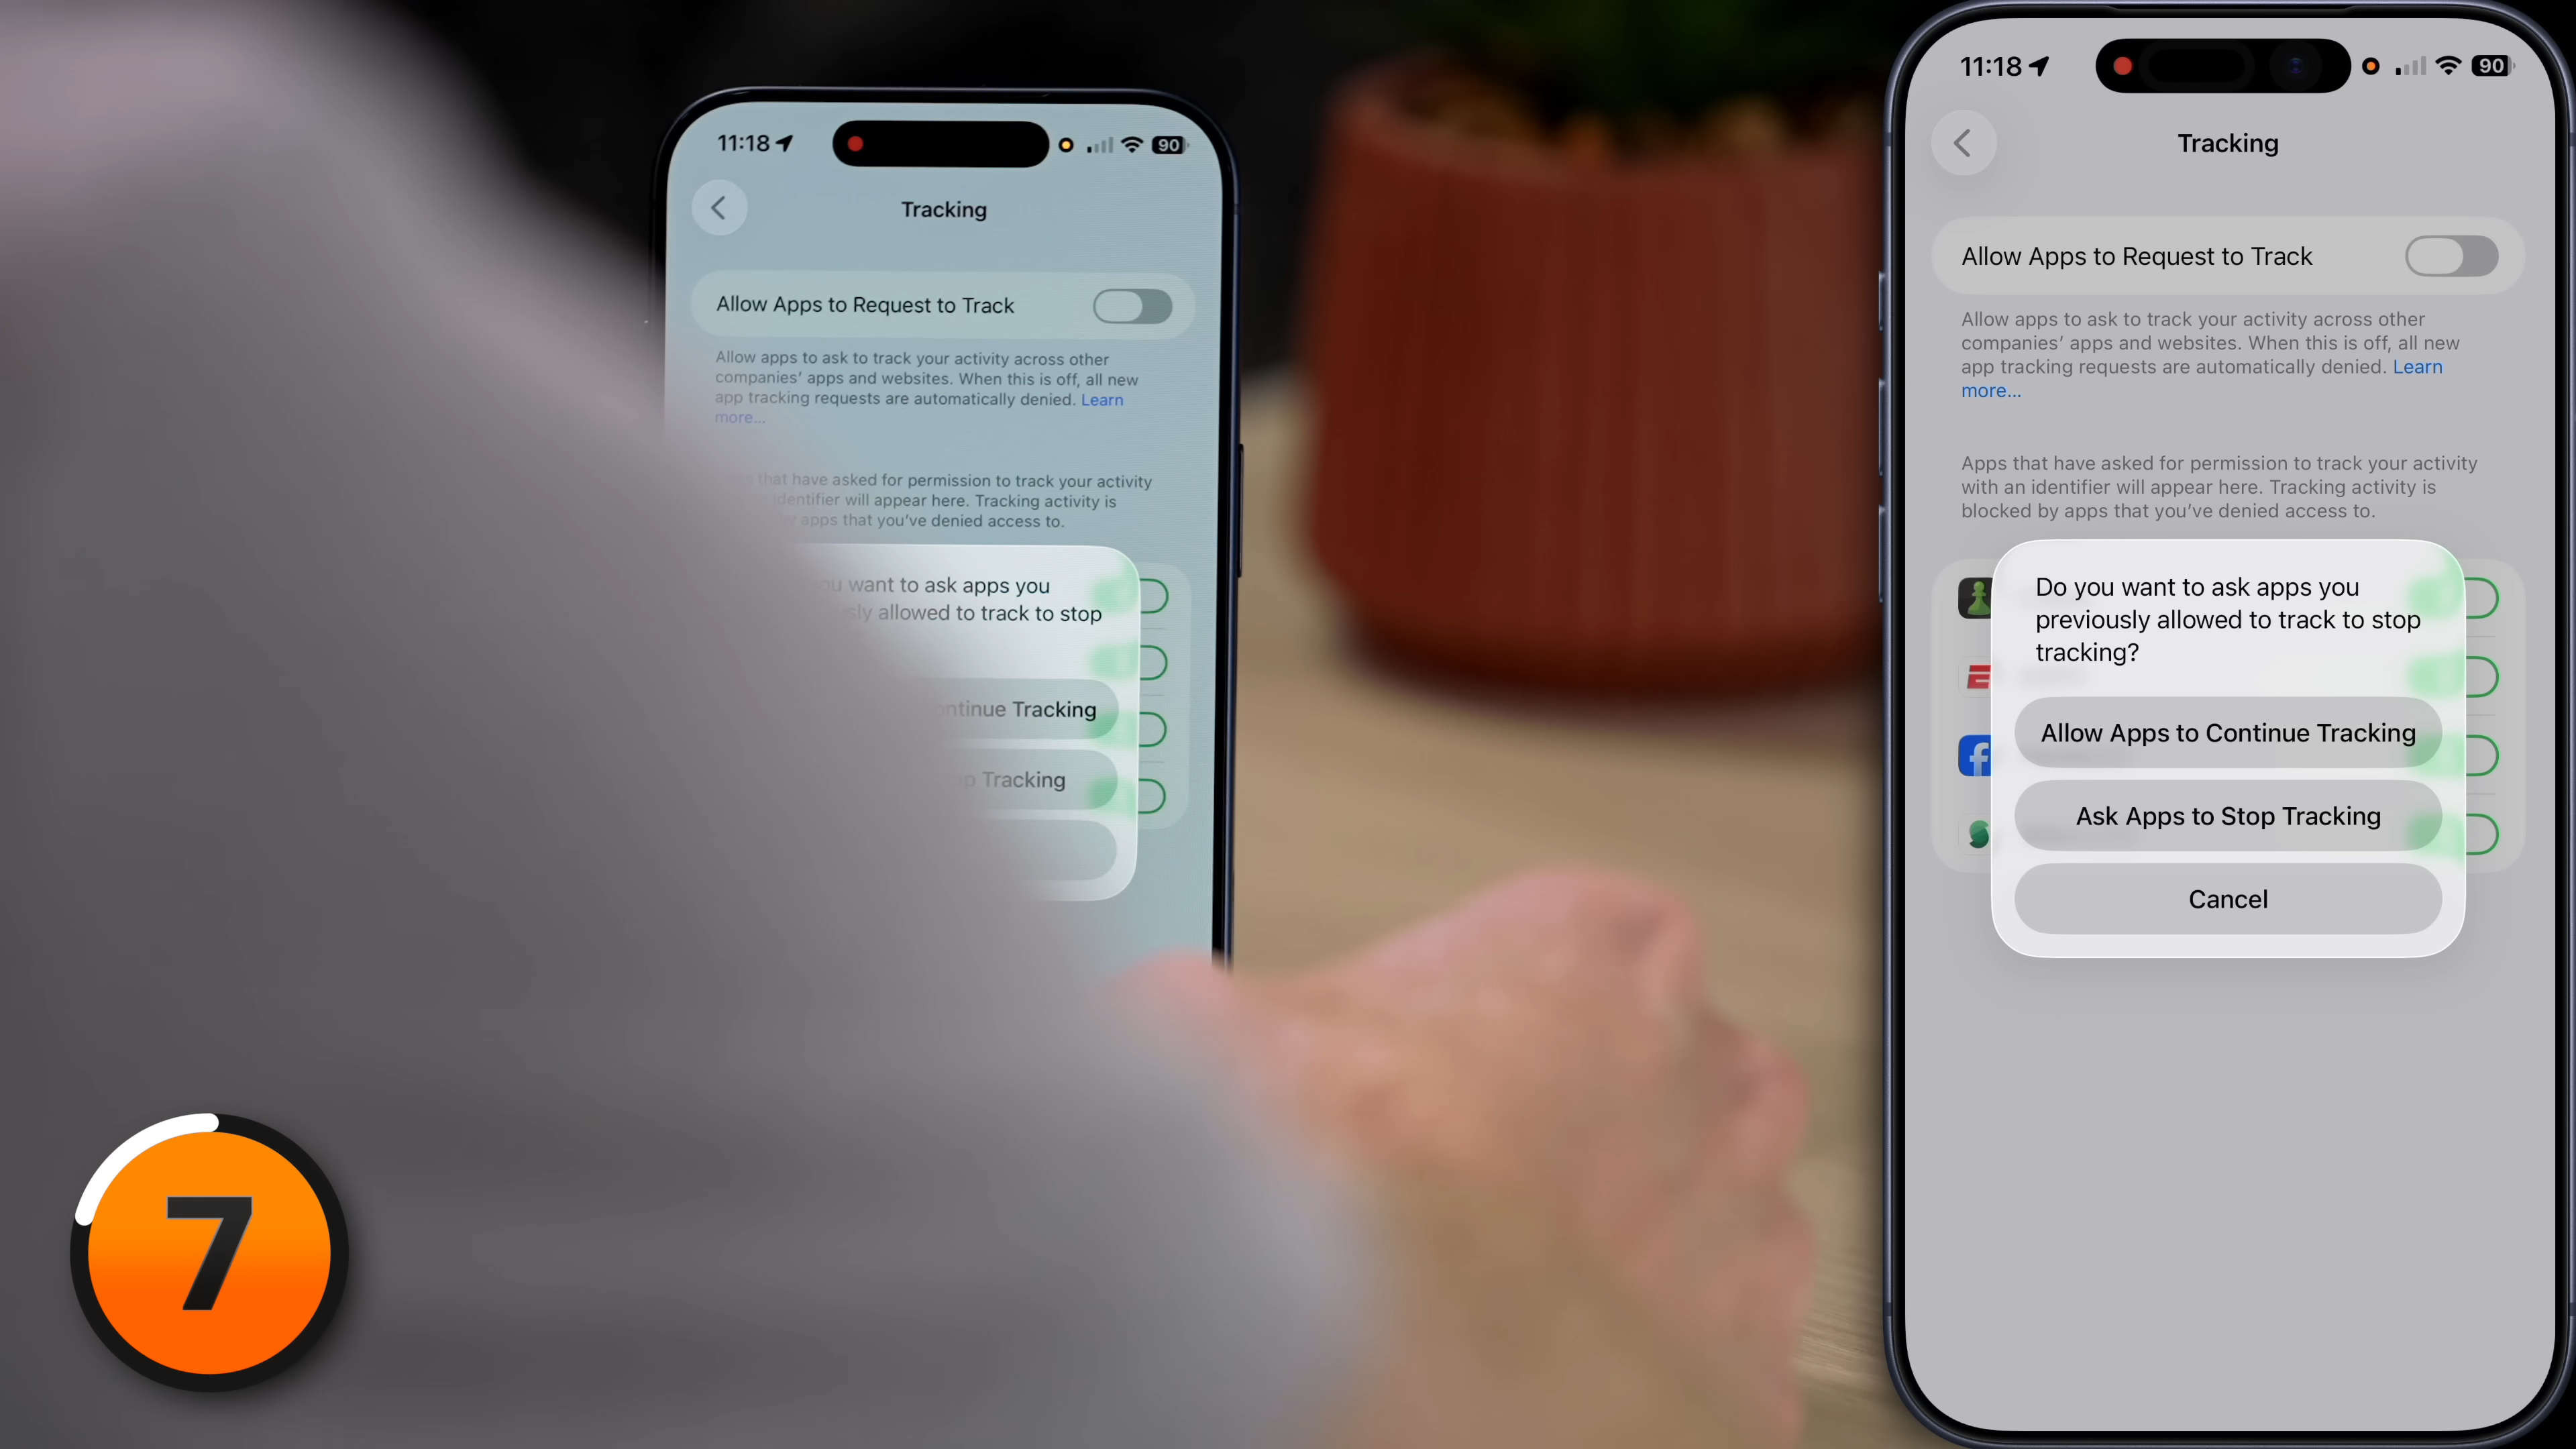 11:18
90
Tracking
Allow Apps to Request to Track
Allow apps to ask to track your activity across other
companies' apps and websites. When this is off, all new
app tracking requests are automatically denied. Learn
more...
that have asked for permission to track your activity
identifier will appear here. Tracking activity is
by apps that you've denied access to.
you want to ask apps you
allowed to track to stop
Tracking
Tracking
7
11:18
90
Tracking
Allow Apps to Request to Track
Allow apps to ask to track your activity across other
companies' apps and websites. When this is off, all new
app tracking requests are automatically denied. Learn
more...
Apps that have asked for permission to track your activity
with an identifier will appear here. Tracking activity is
blocked by apps that you've denied access to.
Do you want to ask apps you
previously allowed to track to stop
tracking?
Allow Apps to Continue Tracking
Ask Apps to Stop Tracking
Cancel